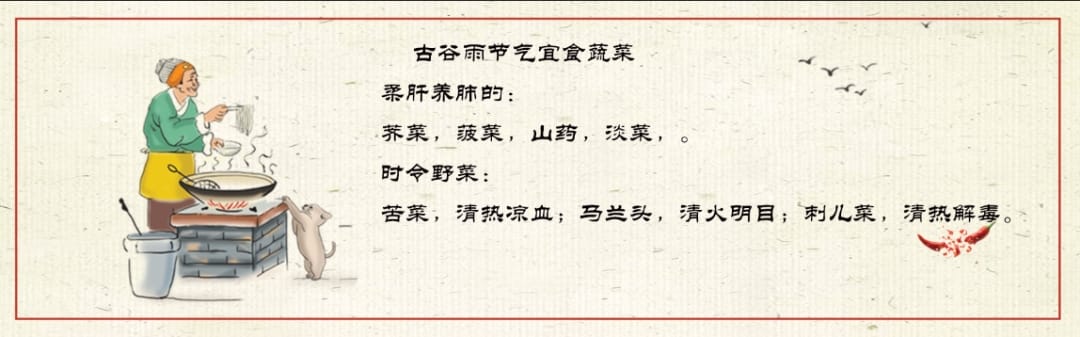 古谷雨节气宜食蔬菜
柔肝养肺的：
荠菜，菠菜，山药，淡菜，。
时令野菜：
苦菜，清热凉血；马兰头，清火明目；刺儿菜，清热解毒。